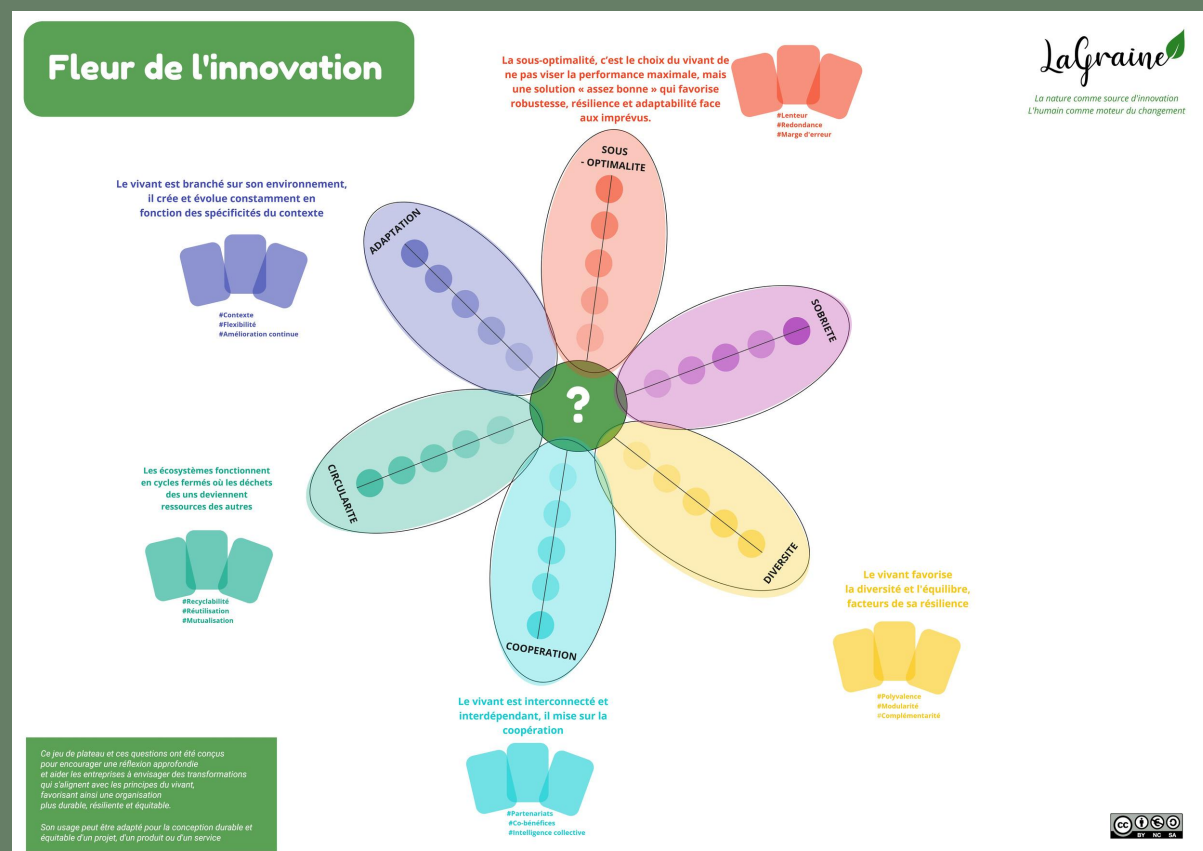 Fleur de l'innovation
La sous-optimalité, c'est le choix du vivant de
ne pas viser la performance maximale, mais
une solution « assez bonne » qui favorise
robustesse, résilience et adaptabilité face
aux imprévus.
#Lenteur
#Redondance
#Marge d'erreur
LaGraine
La nature comme source d'innovation
L'humain comme moteur du changement
Le vivant est branché sur son environnement,
il crée et évolue constamment en
fonction des spécificités du contexte
#Contexte
#Flexibilité
#Amélioration continue
SOUS
- OPTIMALITE
ADAPTATION
SOBRIETE
?
CIRCULARITE
DIVERSITE
COOPERATION
Les écosystèmes fonctionnent
en cycles fermés où les déchets
des uns deviennent
ressources des autres
#Recyclabilité
#Réutilisation
#Mutualisation
Le vivant favorise
la diversité et l'équilibre,
facteurs de sa résilience
#Polyvalence
#Modularité
#Complémentarité
Le vivant est interconnecté et
interdépendant, il mise sur la
coopération
#Partenariats
#Co-bénéfices
#Intelligence collective
Ce jeu de plateau et ces questions ont été conçus
pour encourager une réflexion approfondie
et aider les entreprises à envisager des transformations
qui s'alignent avec les principes du vivant,
favorisant ainsi une organisation
plus durable, résiliente et équitable.
Son usage peut être adapté pour la conception durable et
équitable d'un projet, d'un produit ou d'un service
cc
BY NC SA